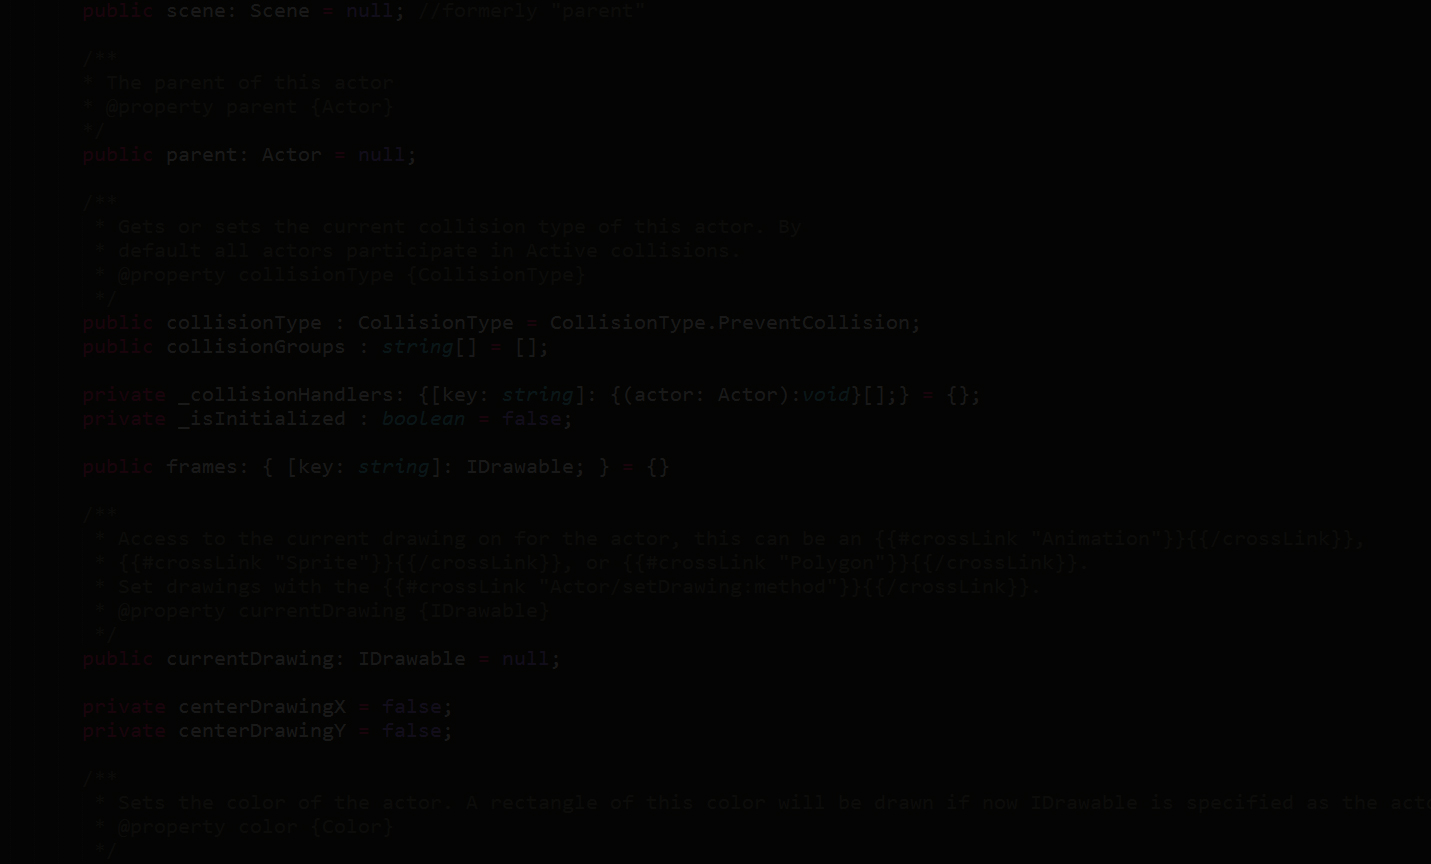 public scene: Scene = null; //formerly "parent"
/**
* The parent of this actor
* @property parent {Actor}
*/
public parent: Actor = null;
/**
* Gets or sets the current collision type of this actor. By
* default all actors participate in Active collisions.
* @property collisionType {CollisionType}
*/
public collisionType : CollisionType = CollisionType.PreventCollision;
public collisionGroups : string[] = [];
private _collisionHandlers: {[key: string]: {(actor: Actor):void}[];} = {};
private _isInitialized : boolean = false;
public frames: { [key: string]: IDrawable; } = {}
/**
* Access to the current drawing on for the actor, this can be an {{#crossLink "Animation"}}{{/crossLink}},
* {{#crossLink "Sprite"}}{{/crossLink}}, or {{#crossLink "Polygon"}}{{/crossLink}}.
* Set drawings with the {{#crossLink "Actor/setDrawing:method"}}{{/crossLink}}.
* @property currentDrawing {IDrawable}
*/
public currentDrawing: IDrawable = null;
private centerDrawingX = false;
private centerDrawingY = false;
/**
* Sets the color of the actor. A rectangle of this color will be drawn if now IDrawable is specified as the act
* @property color {Color}
*/